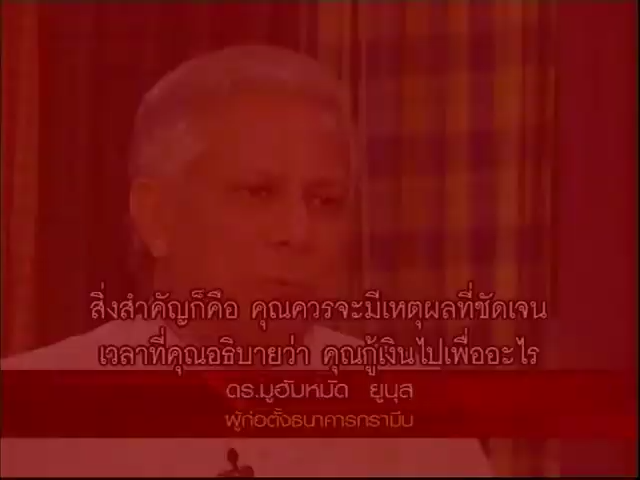 สิ่งสำคัญก็คือ คุณควรจะมีเหตุผลที่ชัดเจน
เวลาที่คุณอธิบายว่า คุณกู้เงินไปเพื่ออะไร
ดร.มูฮัมหมัด ยูนุส
ผู้ก่อตั้งธนาคารกรามีน